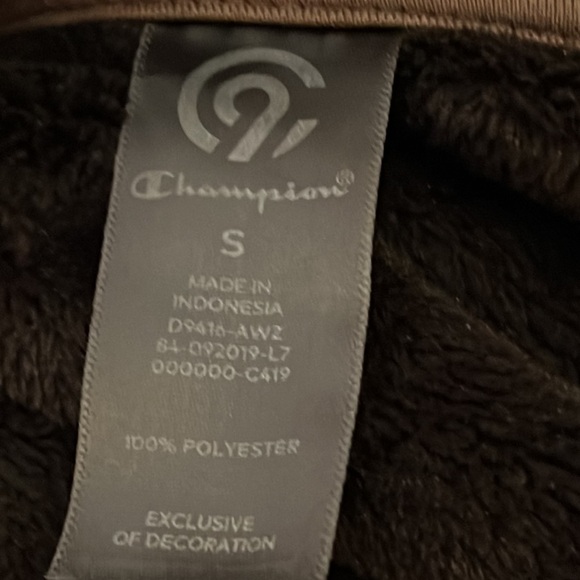 Champion®
S
MADE IN
INDONESIA
D9416-AW2
84-092019-L7
000000-C419
100% POLYESTER
EXCLUSIVE
OF DECORATION